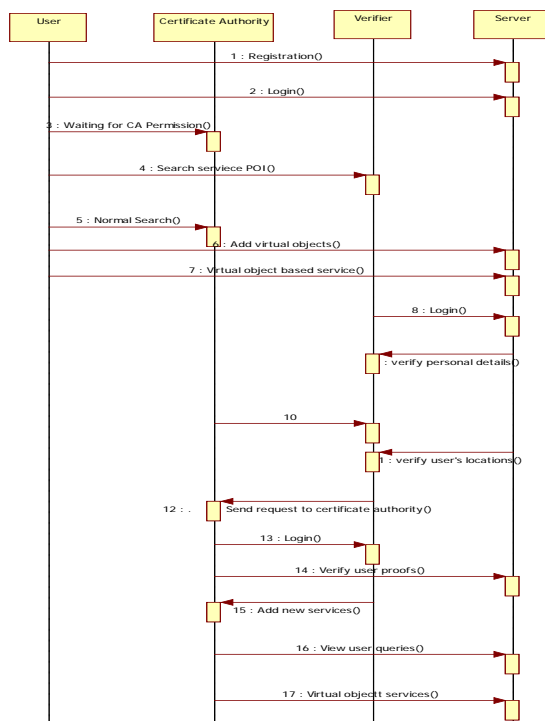 User
Certificate Authority
Verifier
Server
1 : Registration()
2 : Login()
3 : Waiting for CA Permission()
4 : Search serviece POI()
5 : Normal Search()
6 : Add virtual objects()
7 : Virtual object based service()
8 : Login()
: verify personal details()
10
1 : verify user's locations()
12 : . Send request to certificate authority()
13 : Login()
14 : Verify user proofs()
15 : Add new services()
16 : View user queries()
17 : Virtual objectt services()